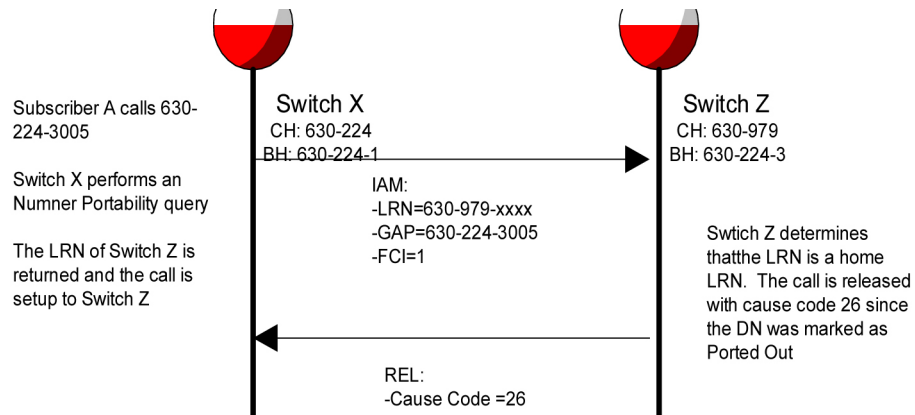 Subscriber A calls 630-
224-3005
Switch X performs an
Numner Portability query
The LRN of Switch Z is
returned and the call is
setup to Switch Z
Switch X
CH: 630-224
BH: 630-224-1
IAM:
-LRN=630-979-xxxx
-GAP=630-224-3005
-FCI=1
REL:
-Cause Code =26
Switch Z
CH: 630-979
BH: 630-224-3
Swtich Z determines
thatthe LRN is a home
LRN.  The call is released
with cause code 26 since
the DN was marked as
Ported Out